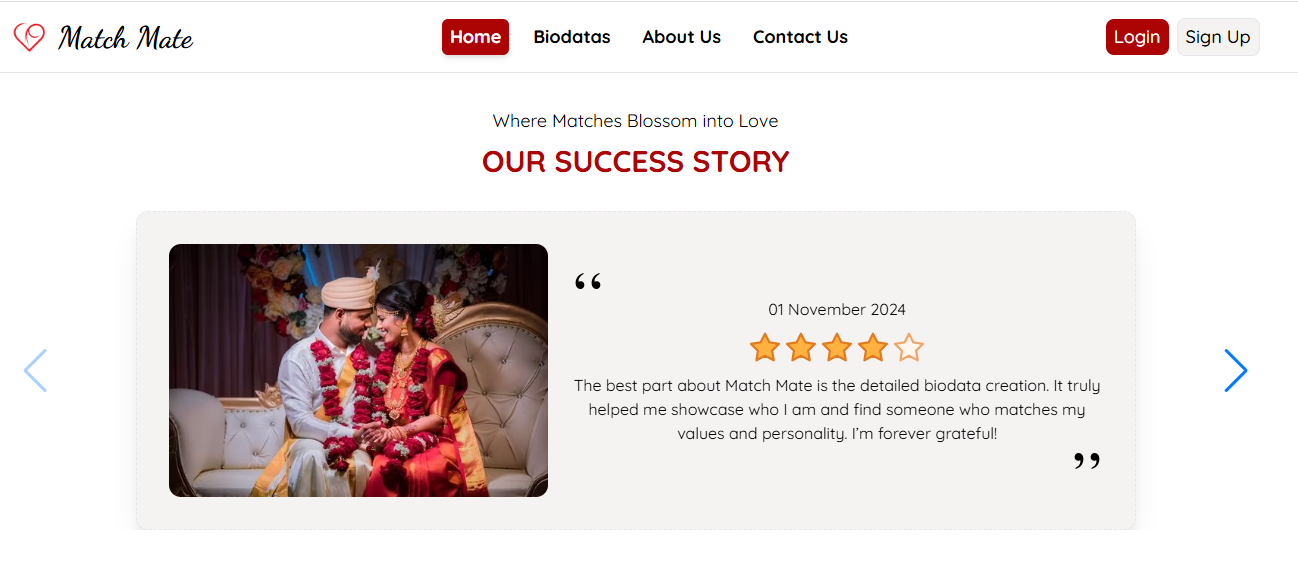 Match Mate
Home
Biodatas
About Us
Contact Us
Login
Sign Up
Where Matches Blossom into Love
OUR SUCCESS STORY
“
01 November 2024
The best part about Match Mate is the detailed biodata creation. It truly
helped me showcase who I am and find someone who matches my
values and personality. I’m forever grateful!
”